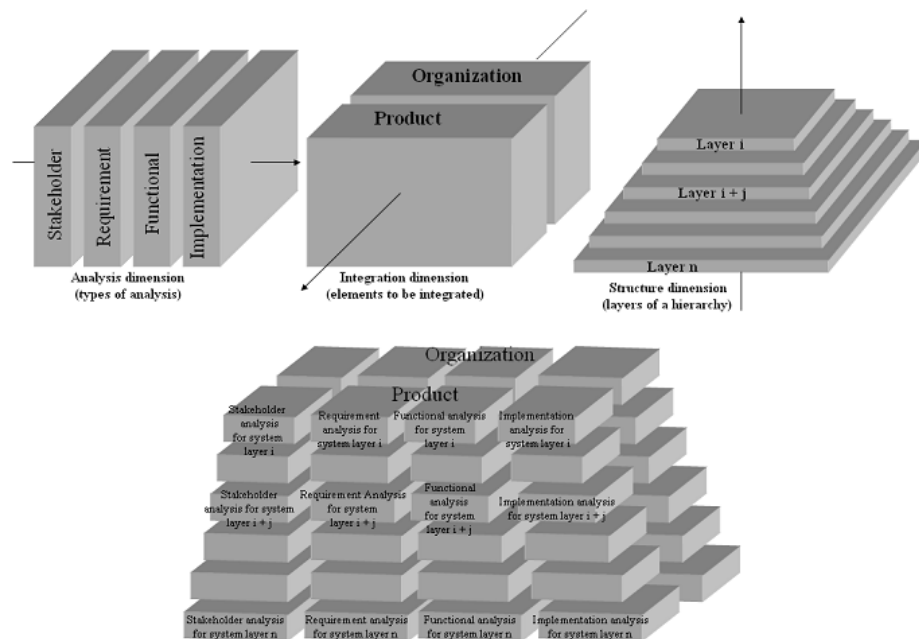 Stakeholder
Requirement
Functional
Implementation
Analysis dimension
(types of analysis)
Organization
Product
Integration dimension
(elements to be integrated)
Layer i
Layer i + j
Layer n
Structure dimension
(layers of a hierarchy)
Organization
Product
Stakeholder
analysis
for system
layer i
Requirement
analysis for
system layer i
Functional analysis
for system
layer i
Implementation
analysis for
system layer i
Stakeholder
analysis for system
layer i + j
Requirement Analysis
for system
layer i + j
Functional
analysis
for system
layer i + j
Implementation analysis
for system layer i + j
Stakeholder analysis
for system layer n
Requirement analysis
for system layer n
Functional analysis
for system layer n
Implementation analysis
for system layer n